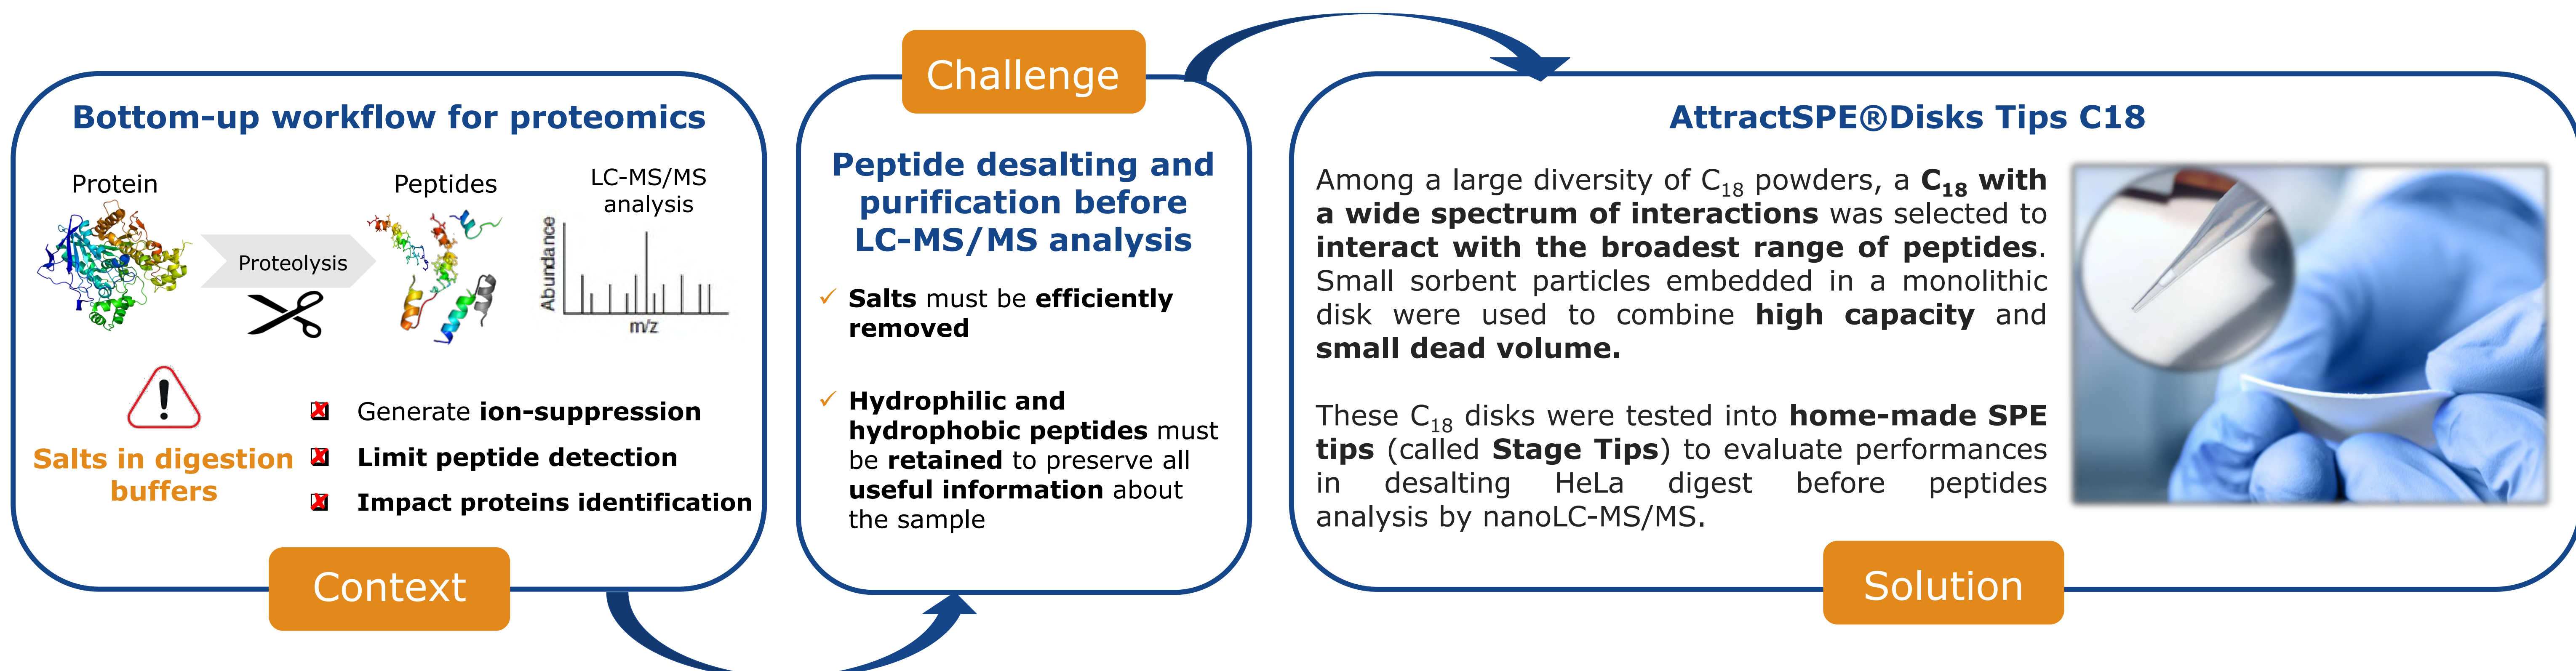 Bottom-up workflow for proteomics
Protein
Proteolysis
Peptides
LC-MS/MS
analysis
Abundance
m/z
Salts in digestion
buffers
Generate ion-suppression
Limit peptide detection
Impact proteins identification
Context
Challenge
Peptide desalting and
purification before
LC-MS/MS analysis
✓ Salts must be efficiently
removed
✓ Hydrophilic and
hydrophobic peptides must
be retained to preserve all
useful information about
the sample
AttractSPE®Disks Tips C18
Among a large diversity of C₁₈ powders, a C₁₈ with
a wide spectrum of interactions was selected to
interact with the broadest range of peptides.
Small sorbent particles embedded in a monolithic
disk were used to combine high capacity and
small dead volume.
These C₁₈ disks were tested into home-made SPE
tips (called Stage Tips) to evaluate performances
in desalting HeLa digest before peptides
analysis by nanoLC-MS/MS.
Solution